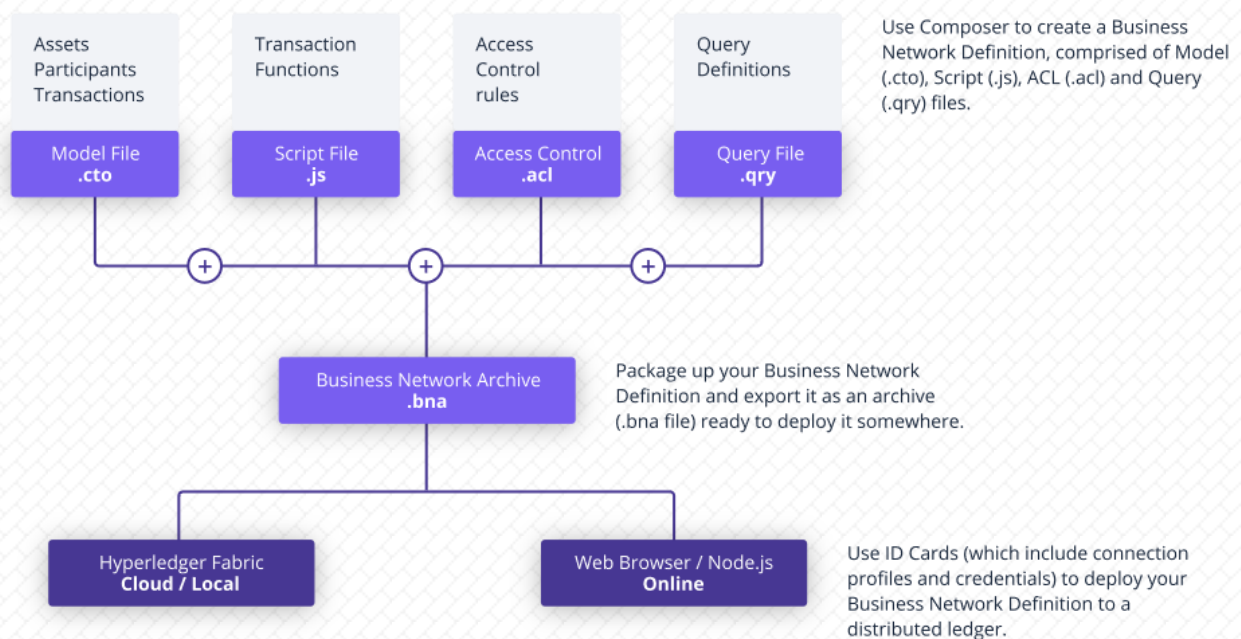 Assets
Participants
Transactions
Model File
.cto
Transaction
Functions
Script File
.js
Access
Control
rules
Access Control
.acl
Query
Definitions
Query File
.qry
Use Composer to create a Business
Network Definition, comprised of Model
(.cto), Script (.js), ACL (.acl) and Query
(.qry) files.
+
+
+
Business Network Archive
.bna
Package up your Business Network
Definition and export it as an archive
(.bna file) ready to deploy it somewhere.
Hyperledger Fabric
Cloud / Local
Web Browser / Node.js
Online
Use ID Cards (which include connection
profiles and credentials) to deploy your
Business Network Definition to a
distributed ledger.